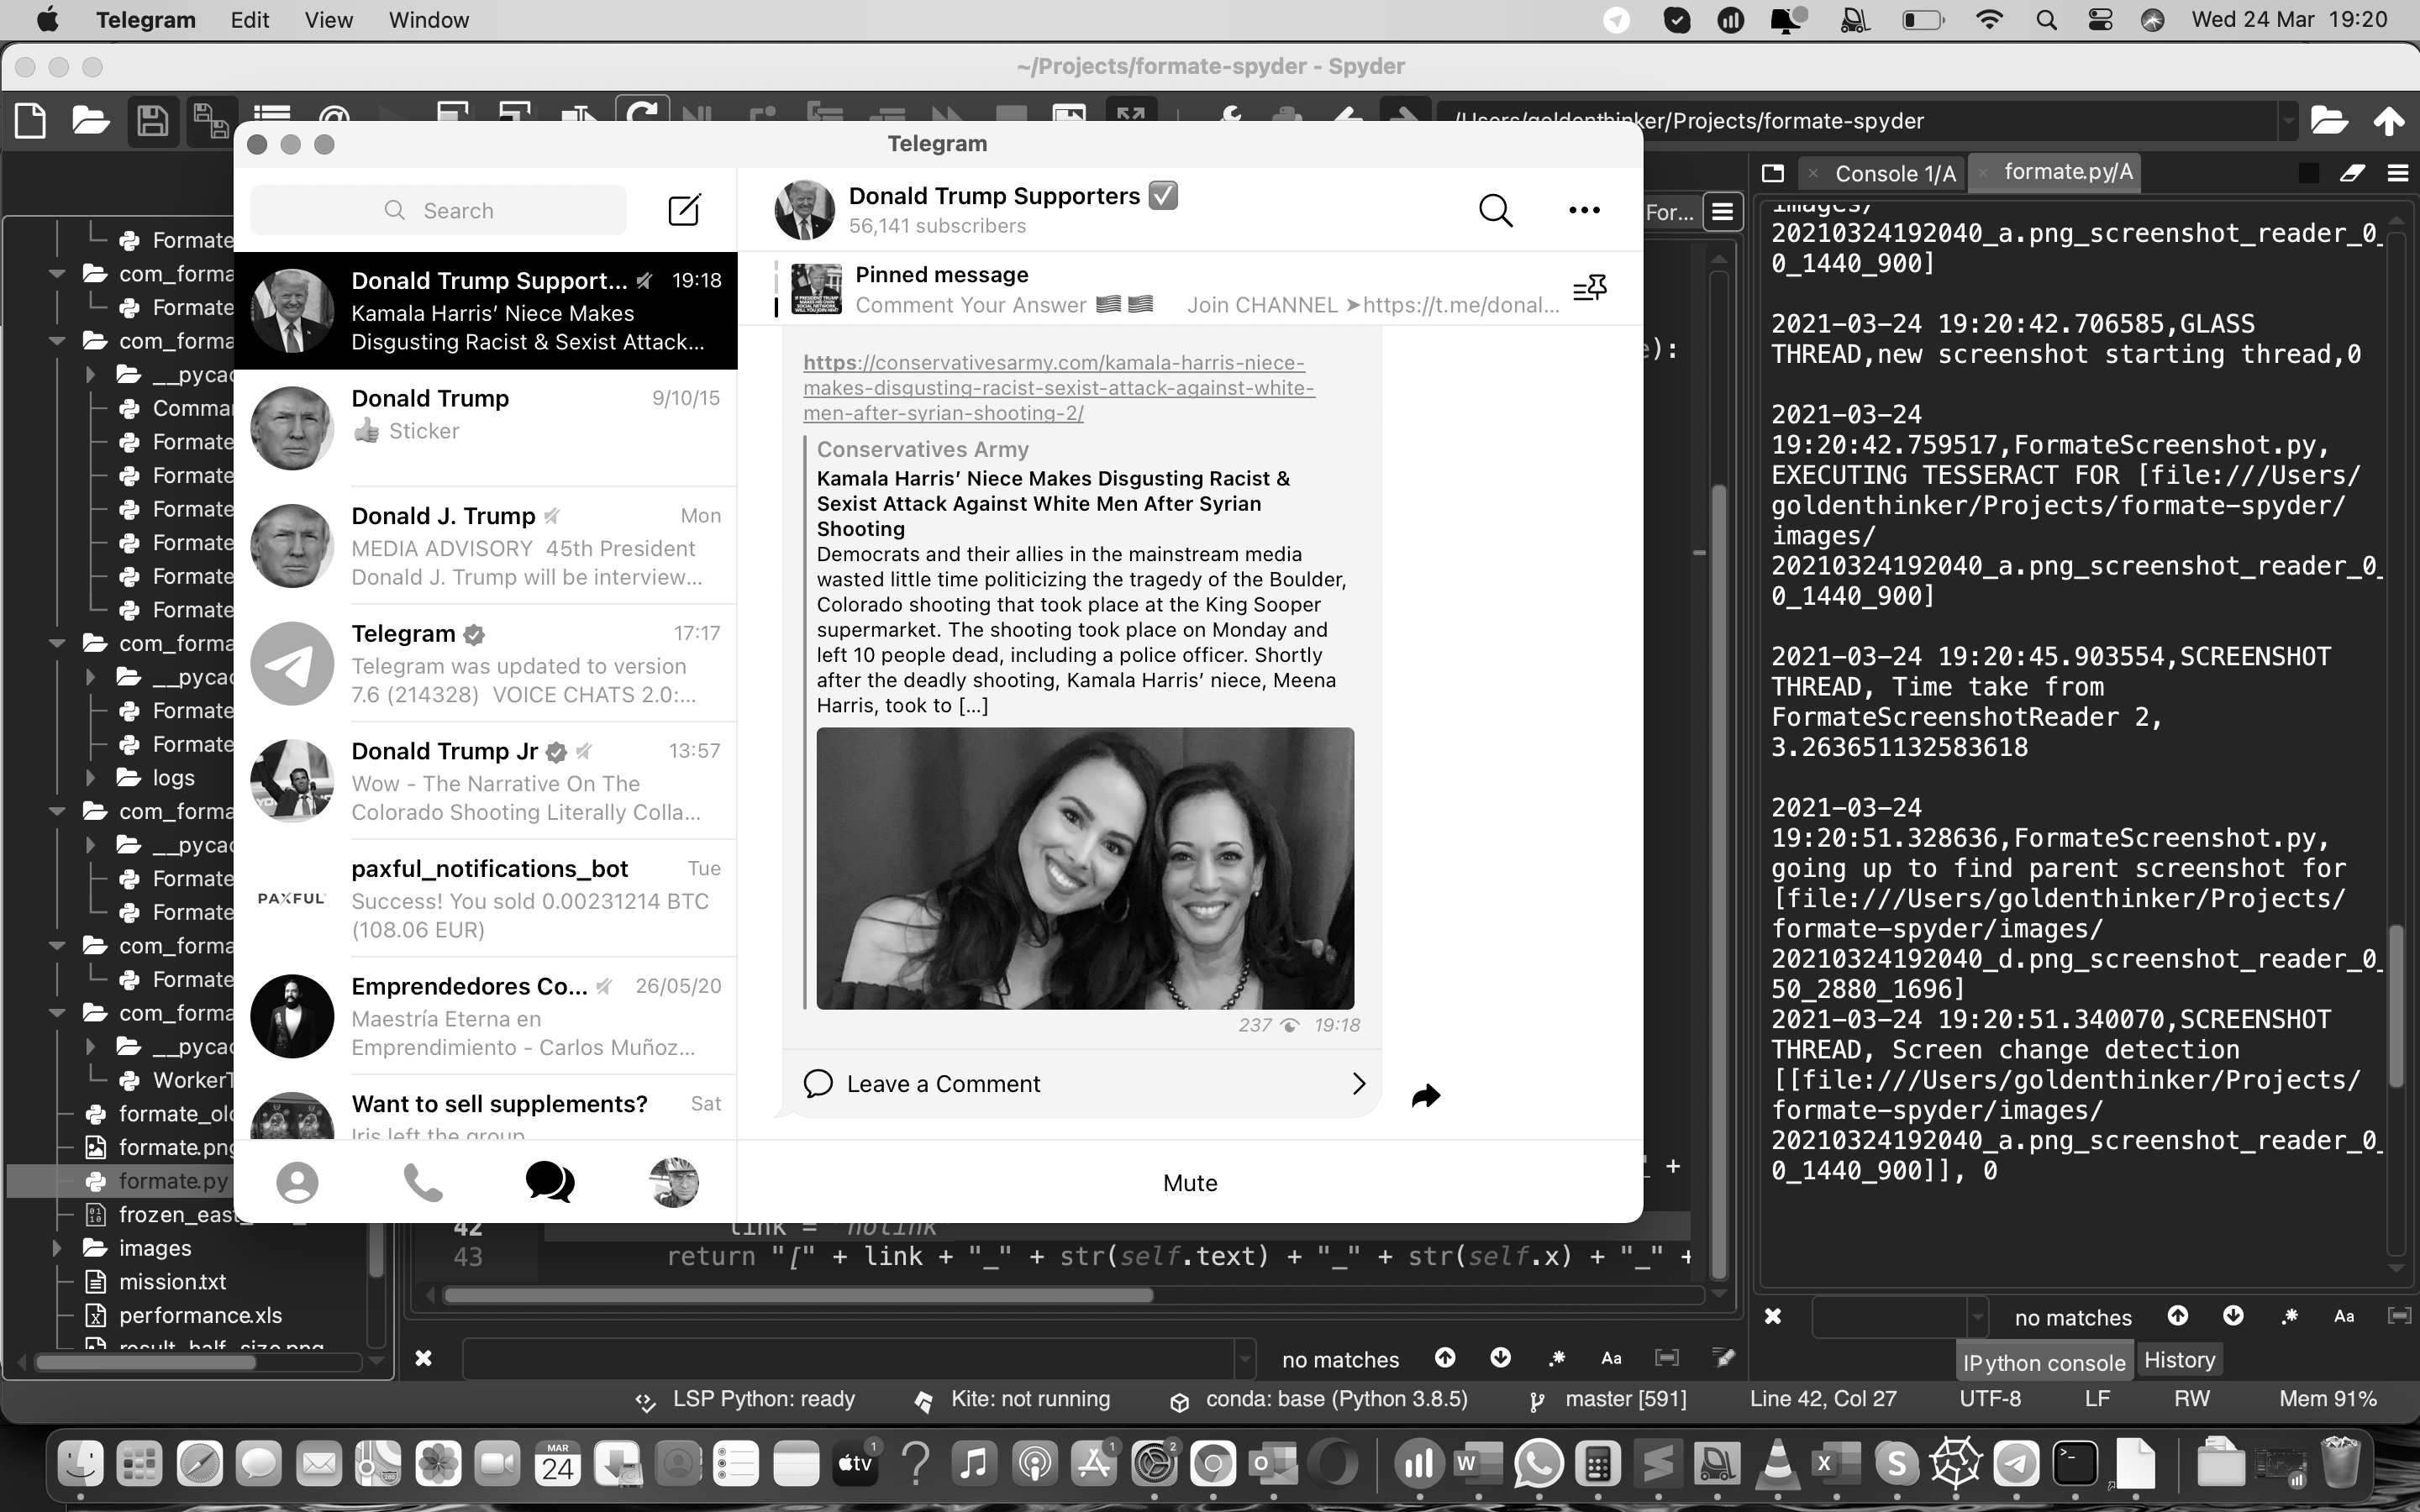 Telegram Edit View Window
Wed 24 Mar 19:20
~/Projects/formate-spyder - Spyder
/Users/goldenthinker/Projects/formate-spyder
Telegram
Search
Donald Trump Support... 19:18
Kamala Harris’ Niece Makes
Disgusting Racist & Sexist Attack...
Donald Trump 9/10/15
👍 Sticker
Donald J. Trump Mon
MEDIA ADVISORY 45th President
Donald J. Trump will be interview...
Telegram 17:17
Telegram was updated to version
7.6 (214328) VOICE CHATS 2.0:...
Donald Trump Jr 13:57
Wow - The Narrative On The
Colorado Shooting Literally Colla...
PAXFUL
paxful_notifications_bot Tue
Success! You sold 0.00231214 BTC
(108.06 EUR)
Emprendedores Co... 26/05/20
Maestría Eterna en
Emprendimiento - Carlos Muñoz...
Want to sell supplements? Sat
Iris left the group
Donald Trump Supporters ☑
56,141 subscribers
Pinned message
Comment Your Answer 🇺🇸🇺🇸 Join CHANNEL ➤https://t.me/donal...
https://conservativesarmy.com/kamala-harris-niece-
makes-disgusting-racist-sexist-attack-against-white-
men-after-syrian-shooting-2/
Conservatives Army
Kamala Harris’ Niece Makes Disgusting Racist &
Sexist Attack Against White Men After Syrian
Shooting
Democrats and their allies in the mainstream media
wasted little time politicizing the tragedy of the Boulder,
Colorado shooting that took place at the King Sooper
supermarket. The shooting took place on Monday and
left 10 people dead, including a police officer. Shortly
after the deadly shooting, Kamala Harris’ niece, Meena
Harris, took to [...]
237 19:18
Leave a Comment
Mute
Formate
com_forma
Formate
com_forma
__pycac
Comma
Formate
Formate
Formate
Formate
Formate
Formate
com_forma
__pycac
Formate
Formate
logs
com_forma
__pycac
Formate
Formate
com_forma
Formate
com_forma
__pycac
WorkerT
formate_old
formate.png
formate.py
frozen_east_
images
mission.txt
performance.xls
result_half_size.png
For...
e):
" +
42 link = "nolink"
43 return "[" + link + "_" + str(self.text) + "_" + str(self.x) + "_" +
no matches
Aa
Console 1/A
formate.py/A
images/
20210324192040_a.png_screenshot_reader_0_
0_1440_900]
2021-03-24 19:20:42.706585,GLASS
THREAD,new screenshot starting thread,0
2021-03-24
19:20:42.759517,FormateScreenshot.py,
EXECUTING TESSERACT FOR [file:///Users/
goldenthinker/Projects/formate-spyder/
images/
20210324192040_a.png_screenshot_reader_0_
0_1440_900]
2021-03-24 19:20:45.903554,SCREENSHOT
THREAD, Time take from
FormateScreenshotReader 2,
3.263651132583618
2021-03-24
19:20:51.328636,FormateScreenshot.py,
going up to find parent screenshot for
[file:///Users/goldenthinker/Projects/
formate-spyder/images/
20210324192040_d.png_screenshot_reader_0_
50_2880_1696]
2021-03-24 19:20:51.340070,SCREENSHOT
THREAD, Screen change detection
[[file:///Users/goldenthinker/Projects/
formate-spyder/images/
20210324192040_a.png_screenshot_reader_0_
0_1440_900]], 0
no matches
Aa
IPython console History
LSP Python: ready Kite: not running conda: base (Python 3.8.5) master [591] Line 42, Col 27 UTF-8 LF RW Mem 91%
MAR
24
tv
1
1
2